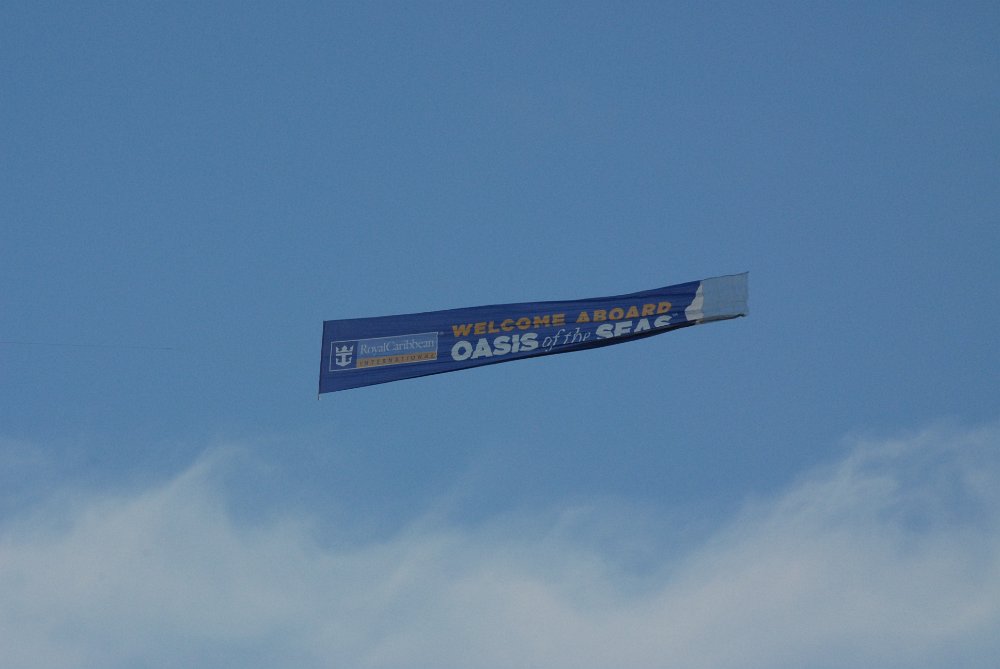 RoyalCaribbean
INTERNATIONAL
WELCOME ABOARD
OASIS of the SEAS